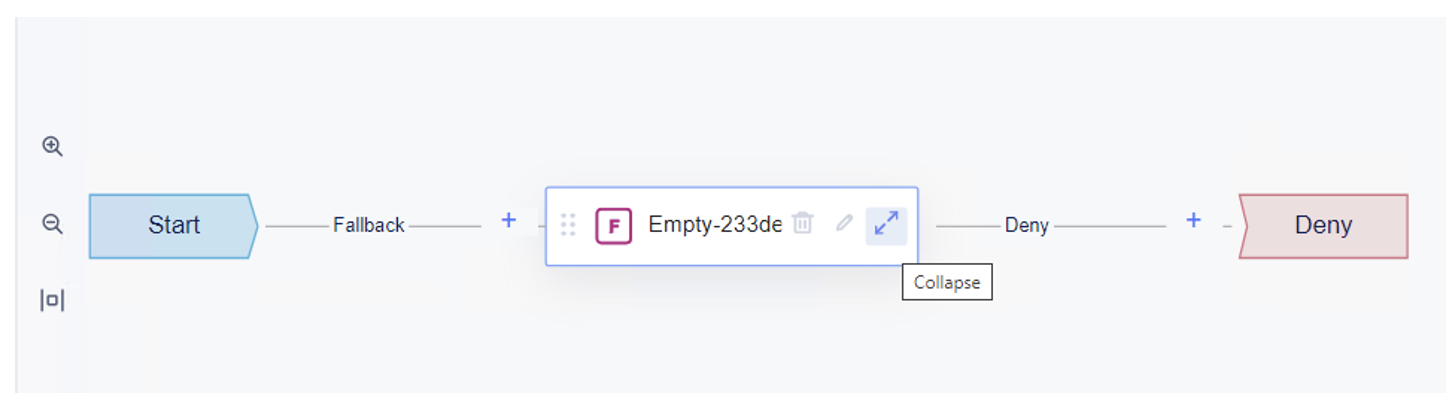 Start
Fallback
+
F
Empty-233de
Deny
+
Deny
Collapse